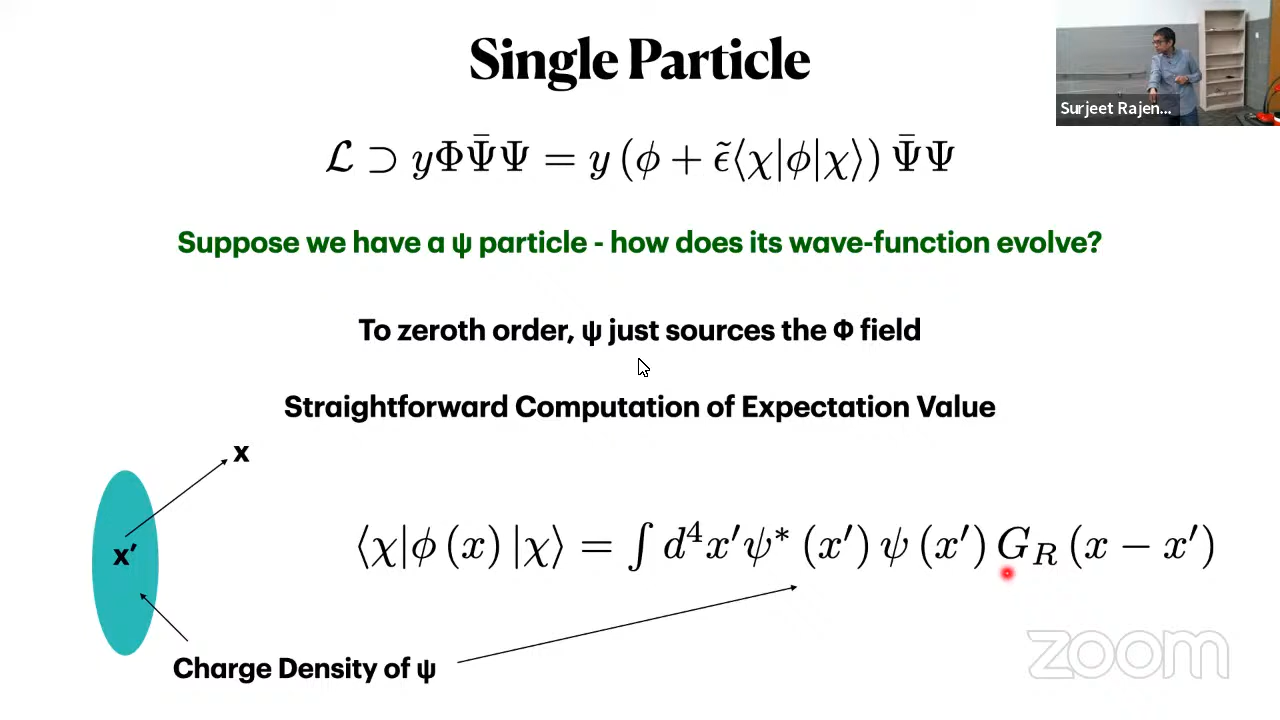 Single Particle
Surjeet Rajen...
ℒ ⊃ yΦΨ̄Ψ = y (ϕ + ϵ̃⟨χ|ϕ|χ⟩) Ψ̄Ψ
Suppose we have a ψ particle - how does its wave-function evolve?
To zeroth order, ψ just sources the Φ field
Straightforward Computation of Expectation Value
x
x′
⟨χ|ϕ (x) |χ⟩ = ∫ d⁴x′ψ* (x′) ψ (x′) G_R (x − x′)
Charge Density of ψ
zoom